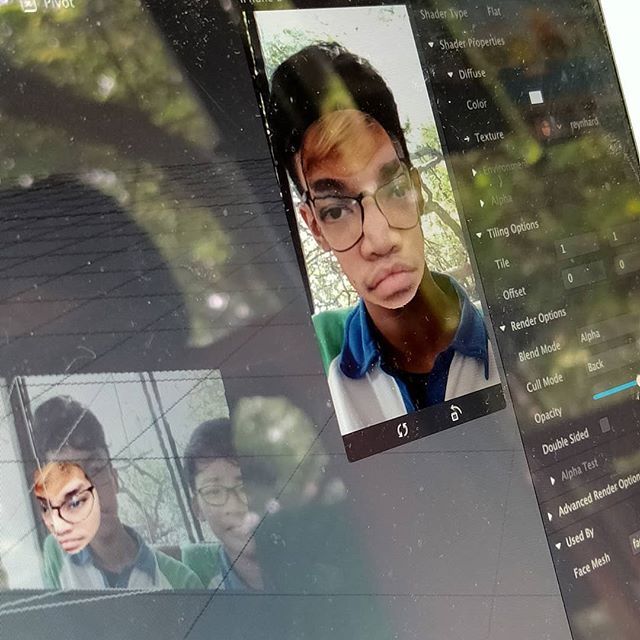 Pivot
Shader Type Flat
Shader Properties
Diffuse
Color
Texture reynhard
Environment
Alpha
Tiling Options
Tile 1 1
Offset 0 0
Render Options
Blend Mode Alpha
Cull Mode Back
Opacity
Double Sided
Alpha Test
Advanced Render Option
Used By
Face Mesh fa